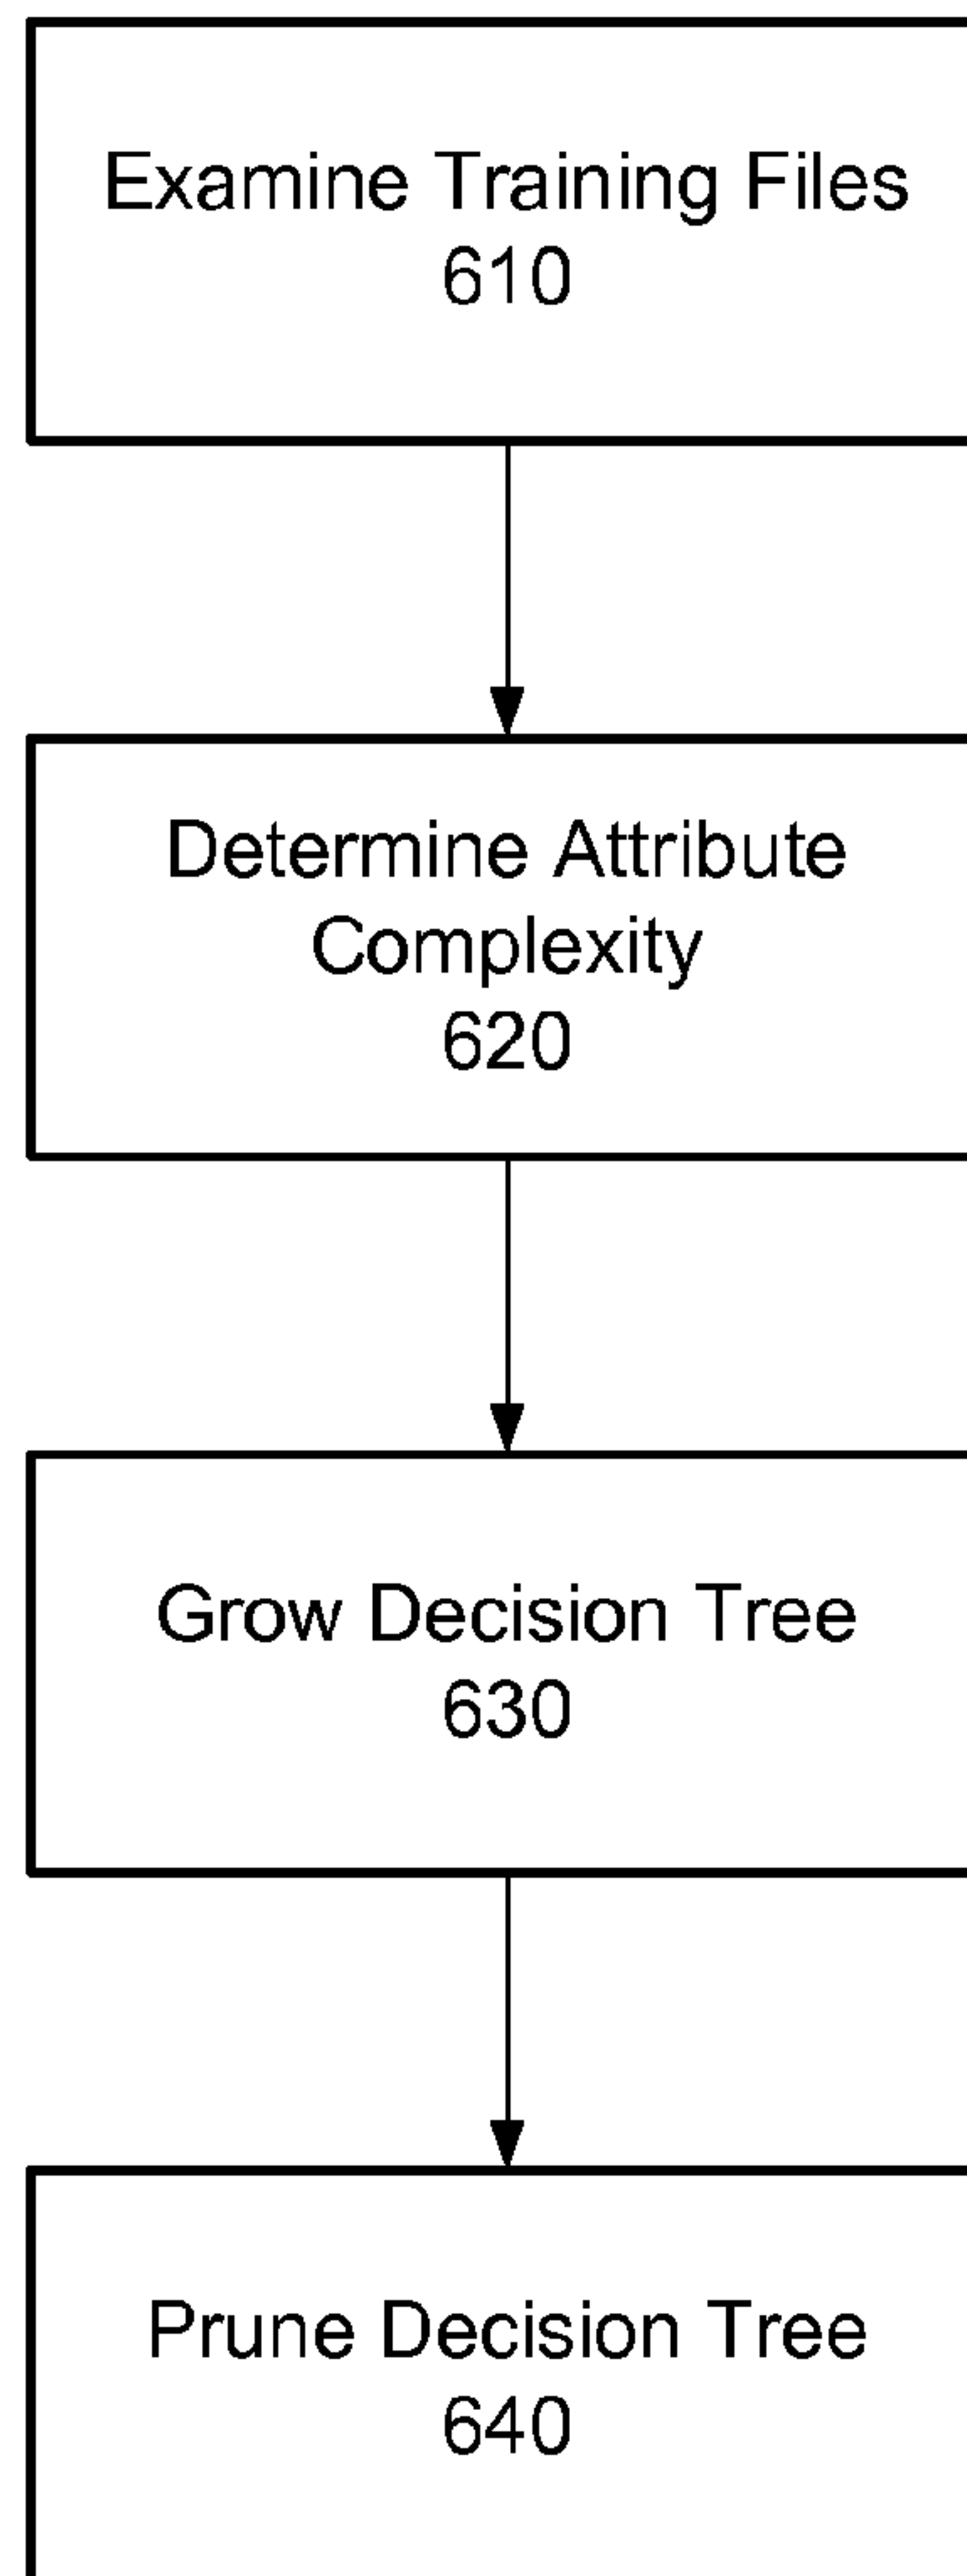 Examine Training Files
610
Determine Attribute
Complexity
620
Grow Decision Tree
630
Prune Decision Tree
640